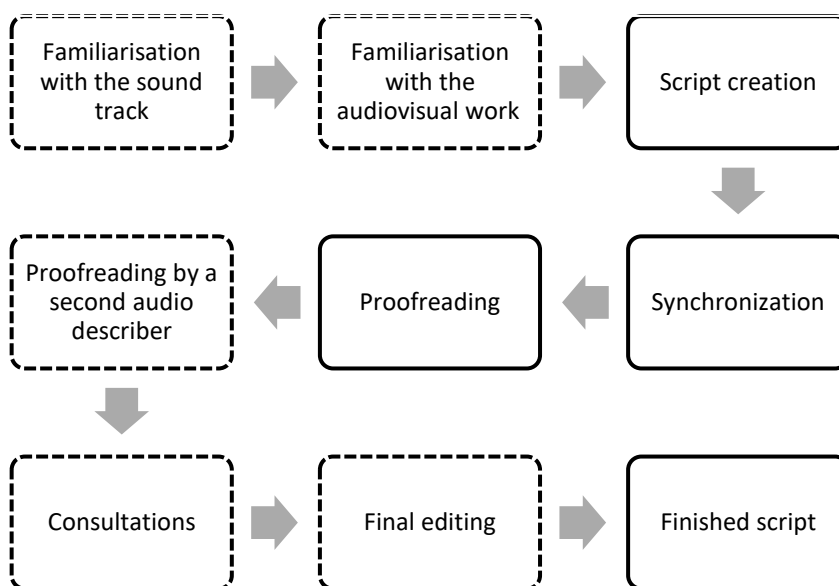 Familiarisation
with the sound
track
Familiarisation
with the
audiovisual work
Script creation
Synchronization
Proofreading
Proofreading by a
second audio
describer
Consultations
Final editing
Finished script